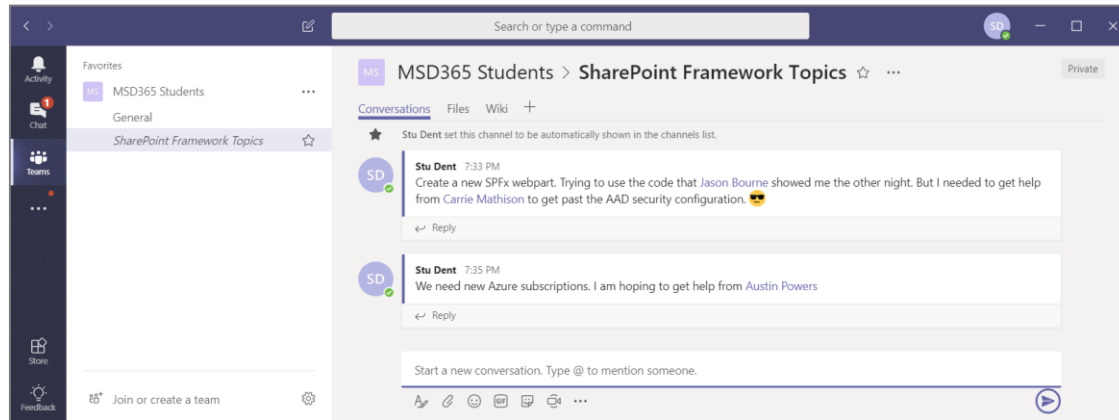 Search or type a command
SD
Activity
1
Chat
Teams
Store
Feedback
Favorites
MS MSD365 Students
General
SharePoint Framework Topics
Join or create a team
MS MSD365 Students > SharePoint Framework Topics
Private
Conversations Files Wiki
Stu Dent set this channel to be automatically shown in the channels list.
SD
Stu Dent 7:33 PM
Create a new SPFx webpart. Trying to use the code that Jason Bourne showed me the other night. But I needed to get help
from Carrie Mathison to get past the AAD security configuration.
Reply
SD
Stu Dent 7:35 PM
We need new Azure subscriptions. I am hoping to get help from Austin Powers
Reply
Start a new conversation. Type @ to mention someone.
GIF